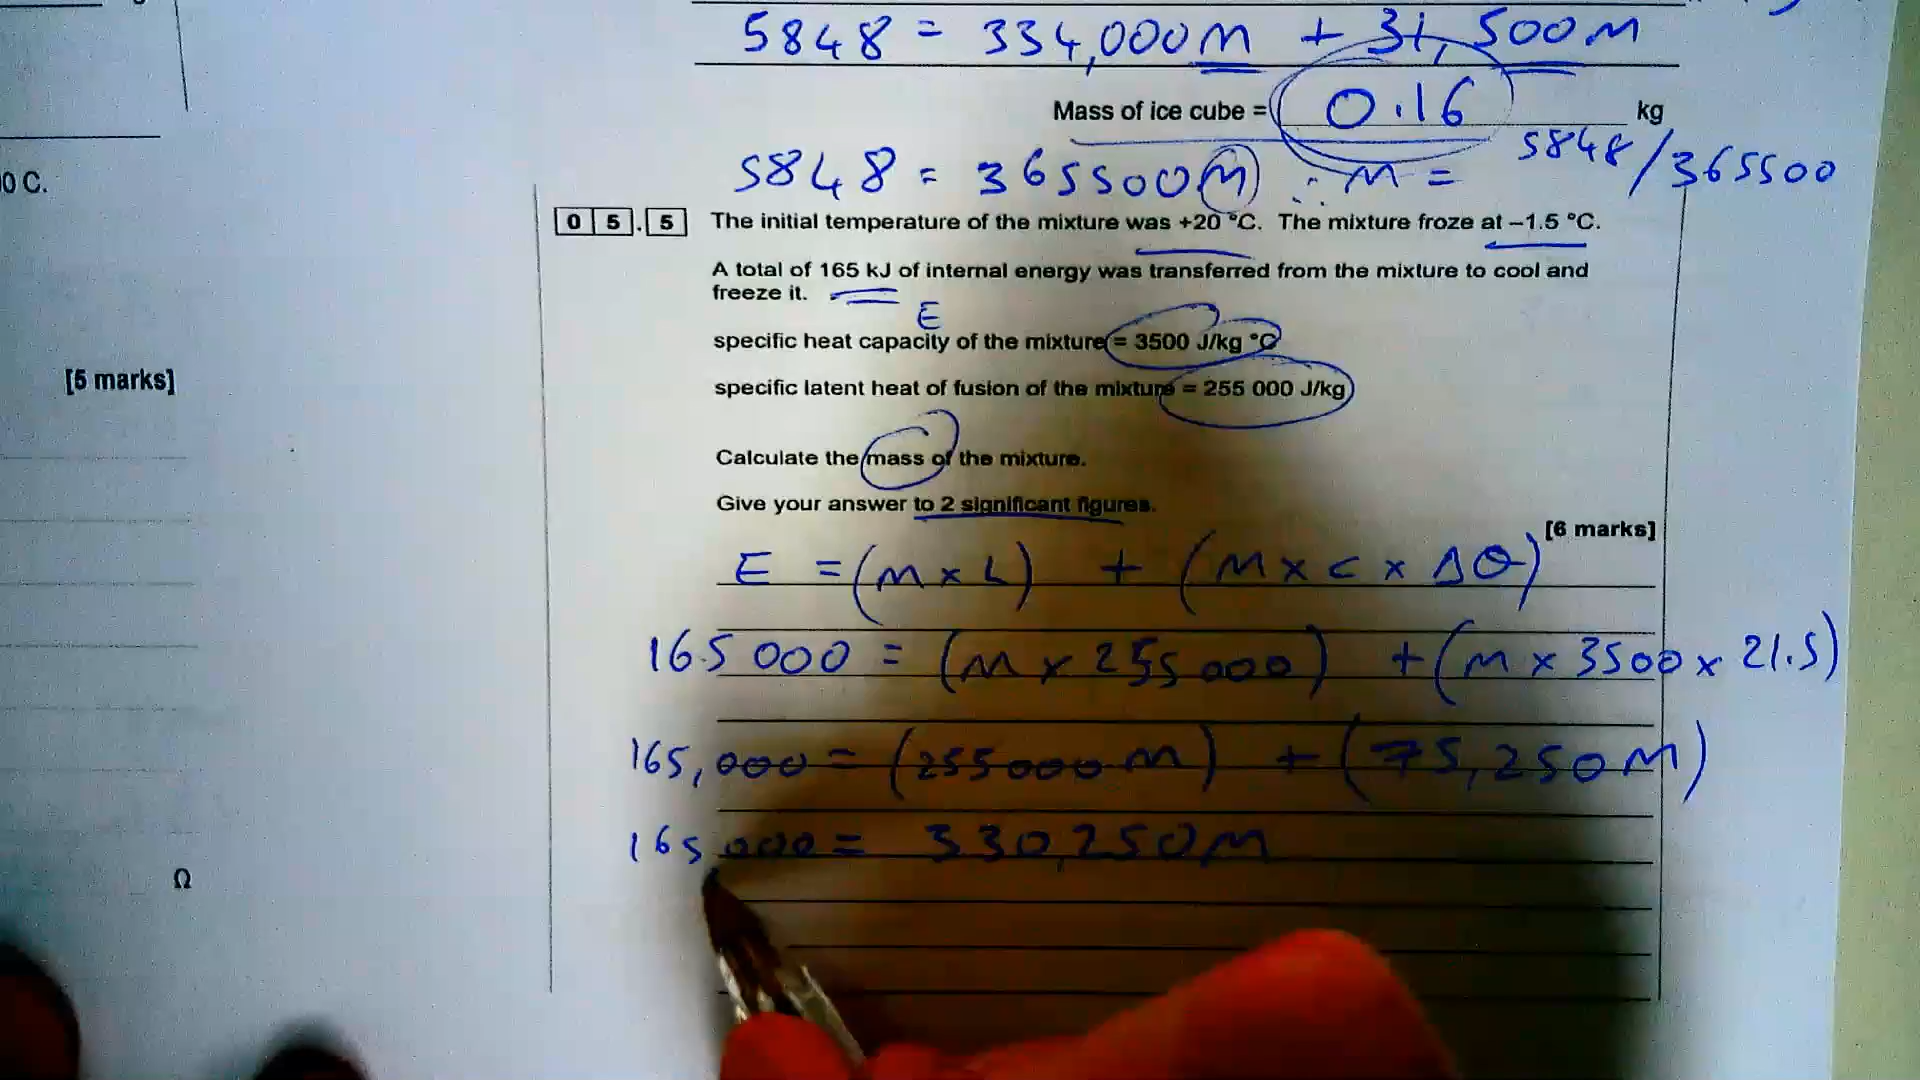 5848 = 334,000m + 31,500m
Mass of ice cube = 0.16 kg
5848 = 365500m ∴ m = 5848/365500
0 C.
0 5 . 5 The initial temperature of the mixture was +20 °C. The mixture froze at –1.5 °C.
A total of 165 kJ of internal energy was transferred from the mixture to cool and
freeze it.
E
specific heat capacity of the mixture = 3500 J/kg °C
[5 marks]
specific latent heat of fusion of the mixture = 255 000 J/kg
Calculate the mass of the mixture.
Give your answer to 2 significant figures.
[6 marks]
E = (m x L) + (m x c x Δθ)
165 000 = (m x 255 000) + (m x 3500 x 21.5)
165,000 = (255000 m) + (75,250m)
165,000 = 330,250m
Ω